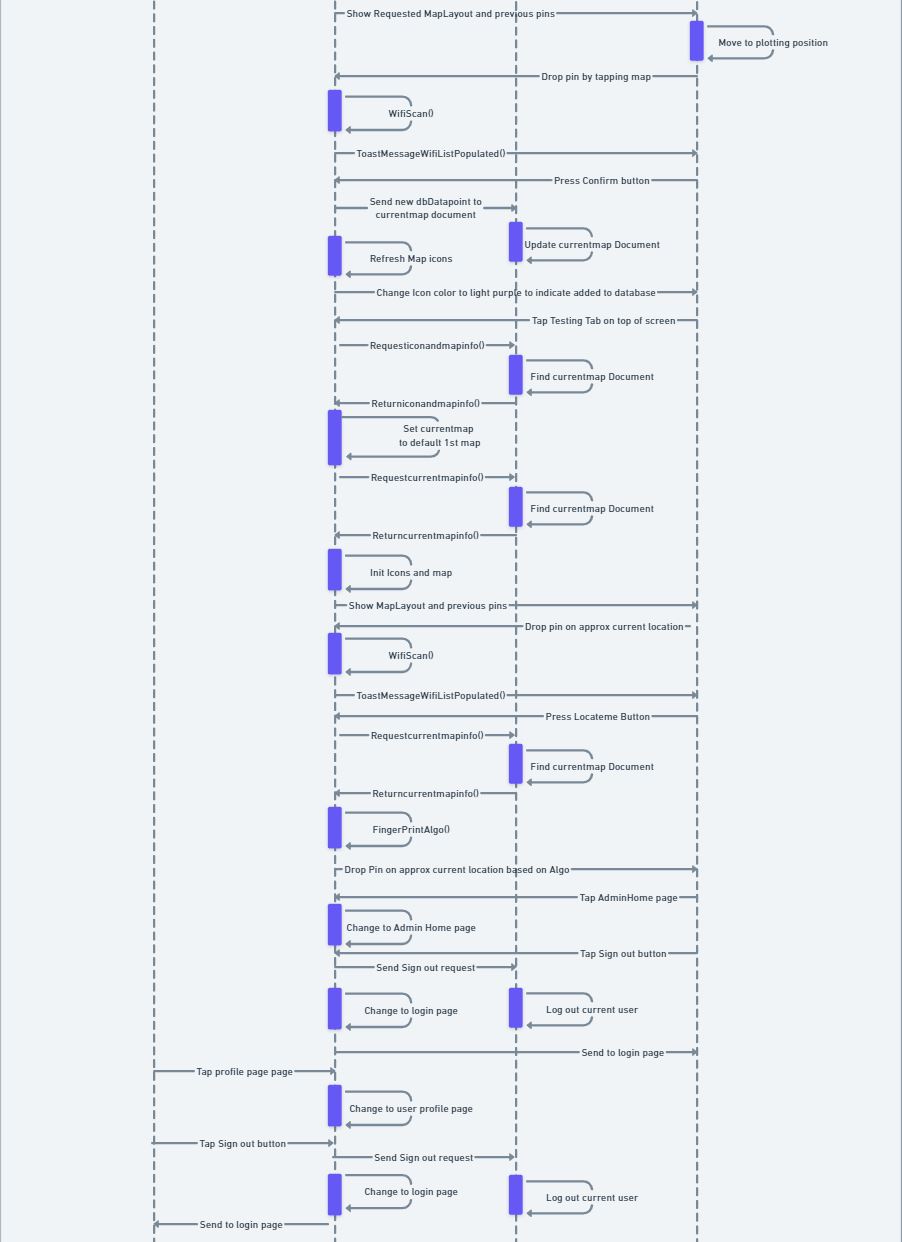 Show Requested MapLayout and previous pins
Move to plotting position
Drop pin by tapping map
WifiScan()
ToastMessageWifiListPopulated()
Press Confirm button
Send new dbDatapoint to
currentmap document
Update currentmap Document
Refresh Map icons
Change Icon color to light purple to indicate added to database
Tap Testing Tab on top of screen
Requesticonandmapinfo()
Find currentmap Document
Returniconandmapinfo()
Set currentmap
to default 1st map
Requestcurrentmapinfo()
Find currentmap Document
Returncurrentmapinfo()
Init Icons and map
Show MapLayout and previous pins
Drop pin on approx current location
WifiScan()
ToastMessageWifiListPopulated()
Press Locateme Button
Requestcurrentmapinfo()
Find currentmap Document
Returncurrentmapinfo()
FingerPrintAlgo()
Drop Pin on approx current location based on Algo
Tap AdminHome page
Change to Admin Home page
Tap Sign out button
Send Sign out request
Change to login page
Log out current user
Send to login page
Tap profile page page
Change to user profile page
Tap Sign out button
Send Sign out request
Change to login page
Log out current user
Send to login page